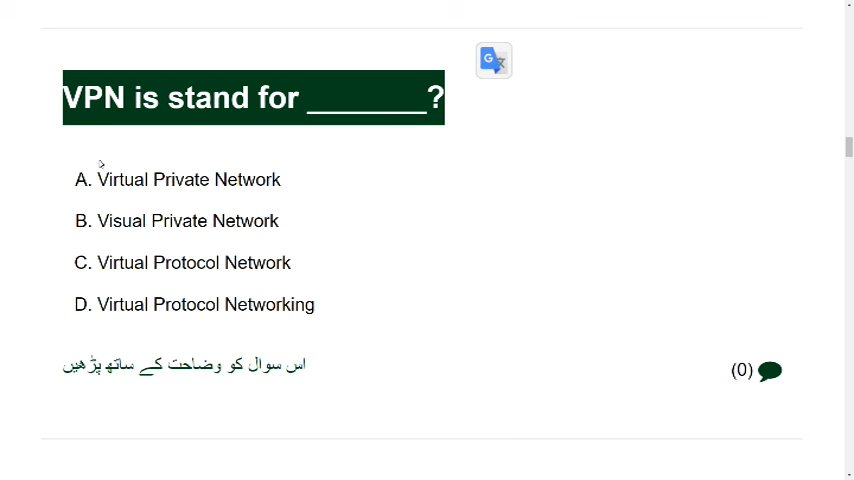 VPN is stand for _______?
A. Virtual Private Network
B. Visual Private Network
C. Virtual Protocol Network
D. Virtual Protocol Networking
اس سوال کو وضاحت کے ساتھ پڑھیں
(0)